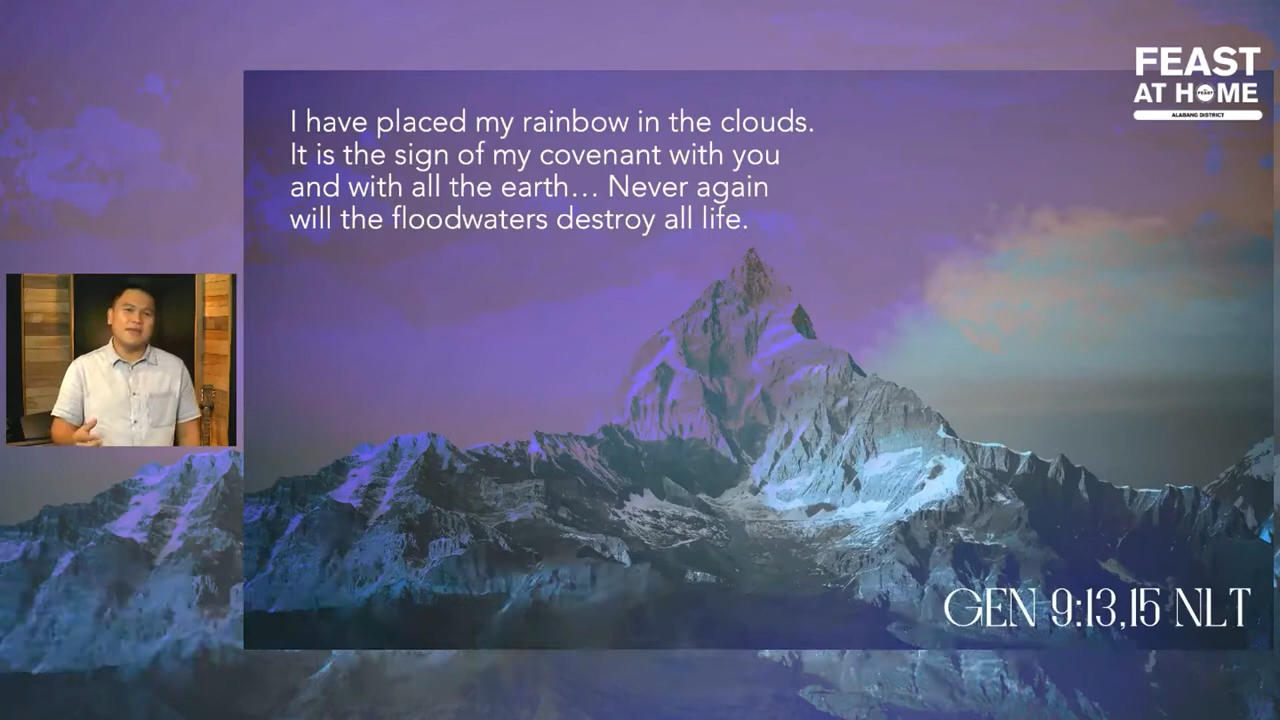 FEAST
AT HOME
ALABANG DISTRICT
I have placed my rainbow in the clouds.
It is the sign of my covenant with you
and with all the earth… Never again
will the floodwaters destroy all life.
GEN 9:13,15 NLT